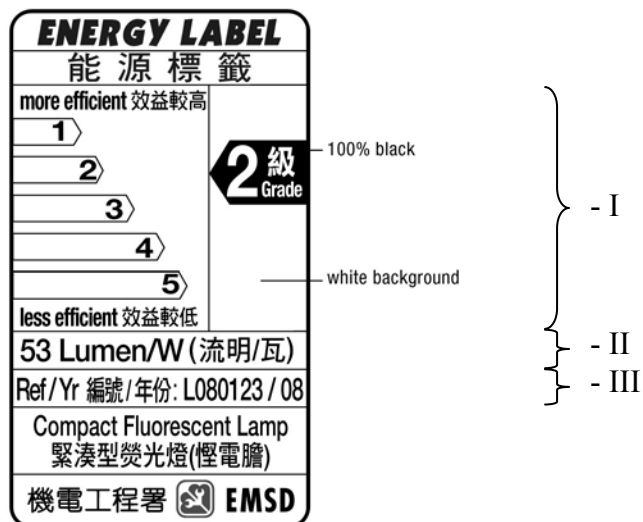 ENERGY LABEL
能源標籤
more efficient 效益較高
1
2
3
4
5
less efficient 效益較低
2級
Grade
100% black
white background
53 Lumen/W (流明/瓦)
Ref/Yr 編號/年份: L080123 / 08
Compact Fluorescent Lamp
緊湊型熒光燈(慳電膽)
機電工程署 EMSD
- I
- II
- III